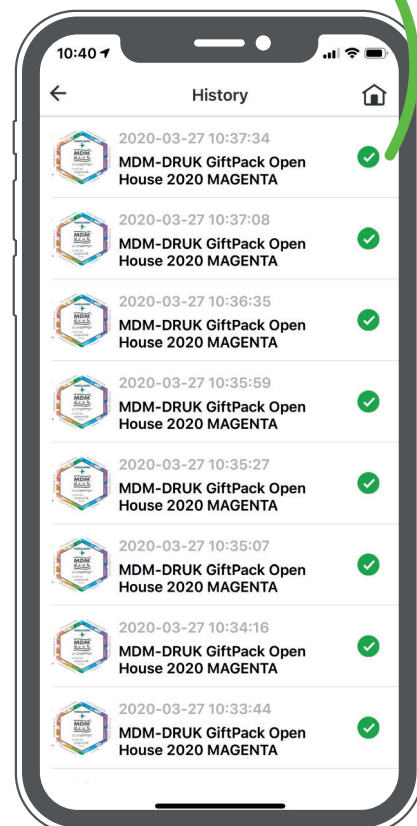 10:40
History
2020-03-27 10:37:34
MDM-DRUK GiftPack Open
House 2020 MAGENTA
2020-03-27 10:37:08
MDM-DRUK GiftPack Open
House 2020 MAGENTA
2020-03-27 10:36:35
MDM-DRUK GiftPack Open
House 2020 MAGENTA
2020-03-27 10:35:59
MDM-DRUK GiftPack Open
House 2020 MAGENTA
2020-03-27 10:35:27
MDM-DRUK GiftPack Open
House 2020 MAGENTA
2020-03-27 10:35:07
MDM-DRUK GiftPack Open
House 2020 MAGENTA
2020-03-27 10:34:16
MDM-DRUK GiftPack Open
House 2020 MAGENTA
2020-03-27 10:33:44
MDM-DRUK GiftPack Open
House 2020 MAGENTA